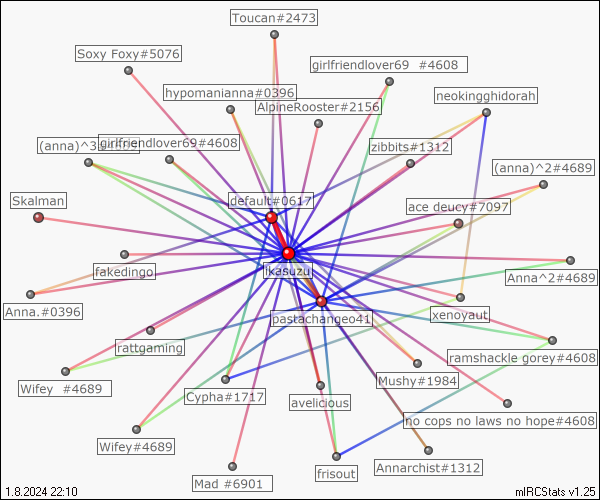 Toucan#2473
Soxy Foxy#5076
girlfriendlover69 #4608
hypomanianna#0396
neokingghidorah
AlpineRooster#2156
(anna)^3
girlfriendlover69#4608
zibbits#1312
(anna)^2#4689
Skalman
default#0617
ace deucy#7097
fakedingo
Ikasuzu
Anna^2#4689
Anna.#0396
pastachangeo41
xenoyaut
rattgaming
ramshackle gorey#4608
Wifey #4689
Mushy#1984
Cypha#1717
avelicious
no cops no laws no hope#4608
Wifey#4689
Annarchist#1312
frisout
Mad #6901
1.8.2024 22:10
mIRCStats v1.25